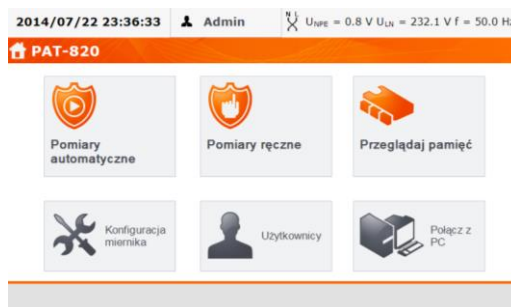 2014/07/22 23:36:33 Admin N L UNPE = 0.8 V ULN = 232.1 V f = 50.0 Hz
PAT-820
Pomiary
automatyczne
Pomiary ręczne
Przeglądaj pamięć
Konfiguracja
miernika
Użytkownicy
Połącz z
PC